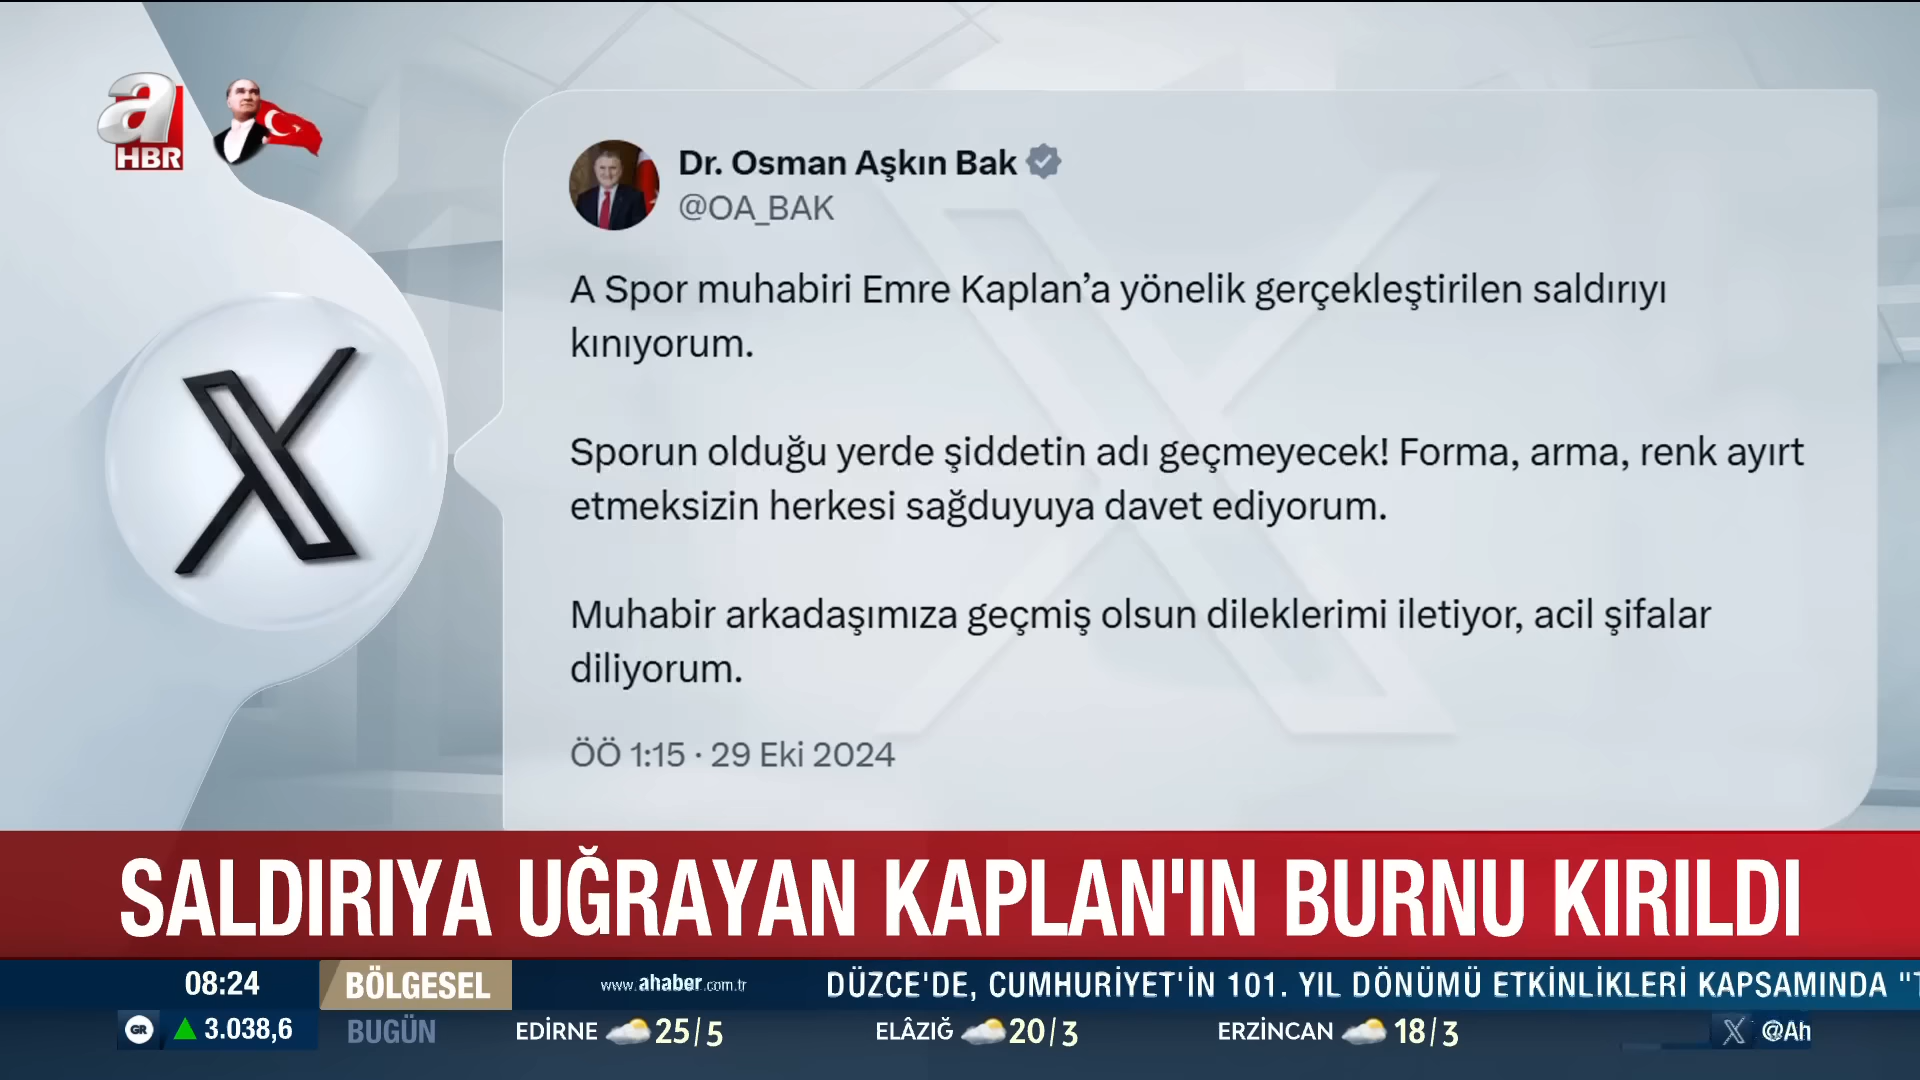 a
HBR
Dr. Osman Aşkın Bak
@OA_BAK
A Spor muhabiri Emre Kaplan’a yönelik gerçekleştirilen saldırıyı
kınıyorum.
Sporun olduğu yerde şiddetin adı geçmeyecek! Forma, arma, renk ayırt
etmeksizin herkesi sağduyuya davet ediyorum.
Muhabir arkadaşımıza geçmiş olsun dileklerimi iletiyor, acil şifalar
diliyorum.
ÖÖ 1:15 · 29 Eki 2024
SALDIRIYA UĞRAYAN KAPLAN'IN BURNU KIRILDI
08:24 BÖLGESEL www.ahaber.com.tr DÜZCE'DE, CUMHURİYET'İN 101. YIL DÖNÜMÜ ETKİNLİKLERİ KAPSAMINDA "T
GR 3.038,6 BUGÜN EDİRNE 25/5 ELÂZIĞ 20/3 ERZİNCAN 18/3 X @Ah